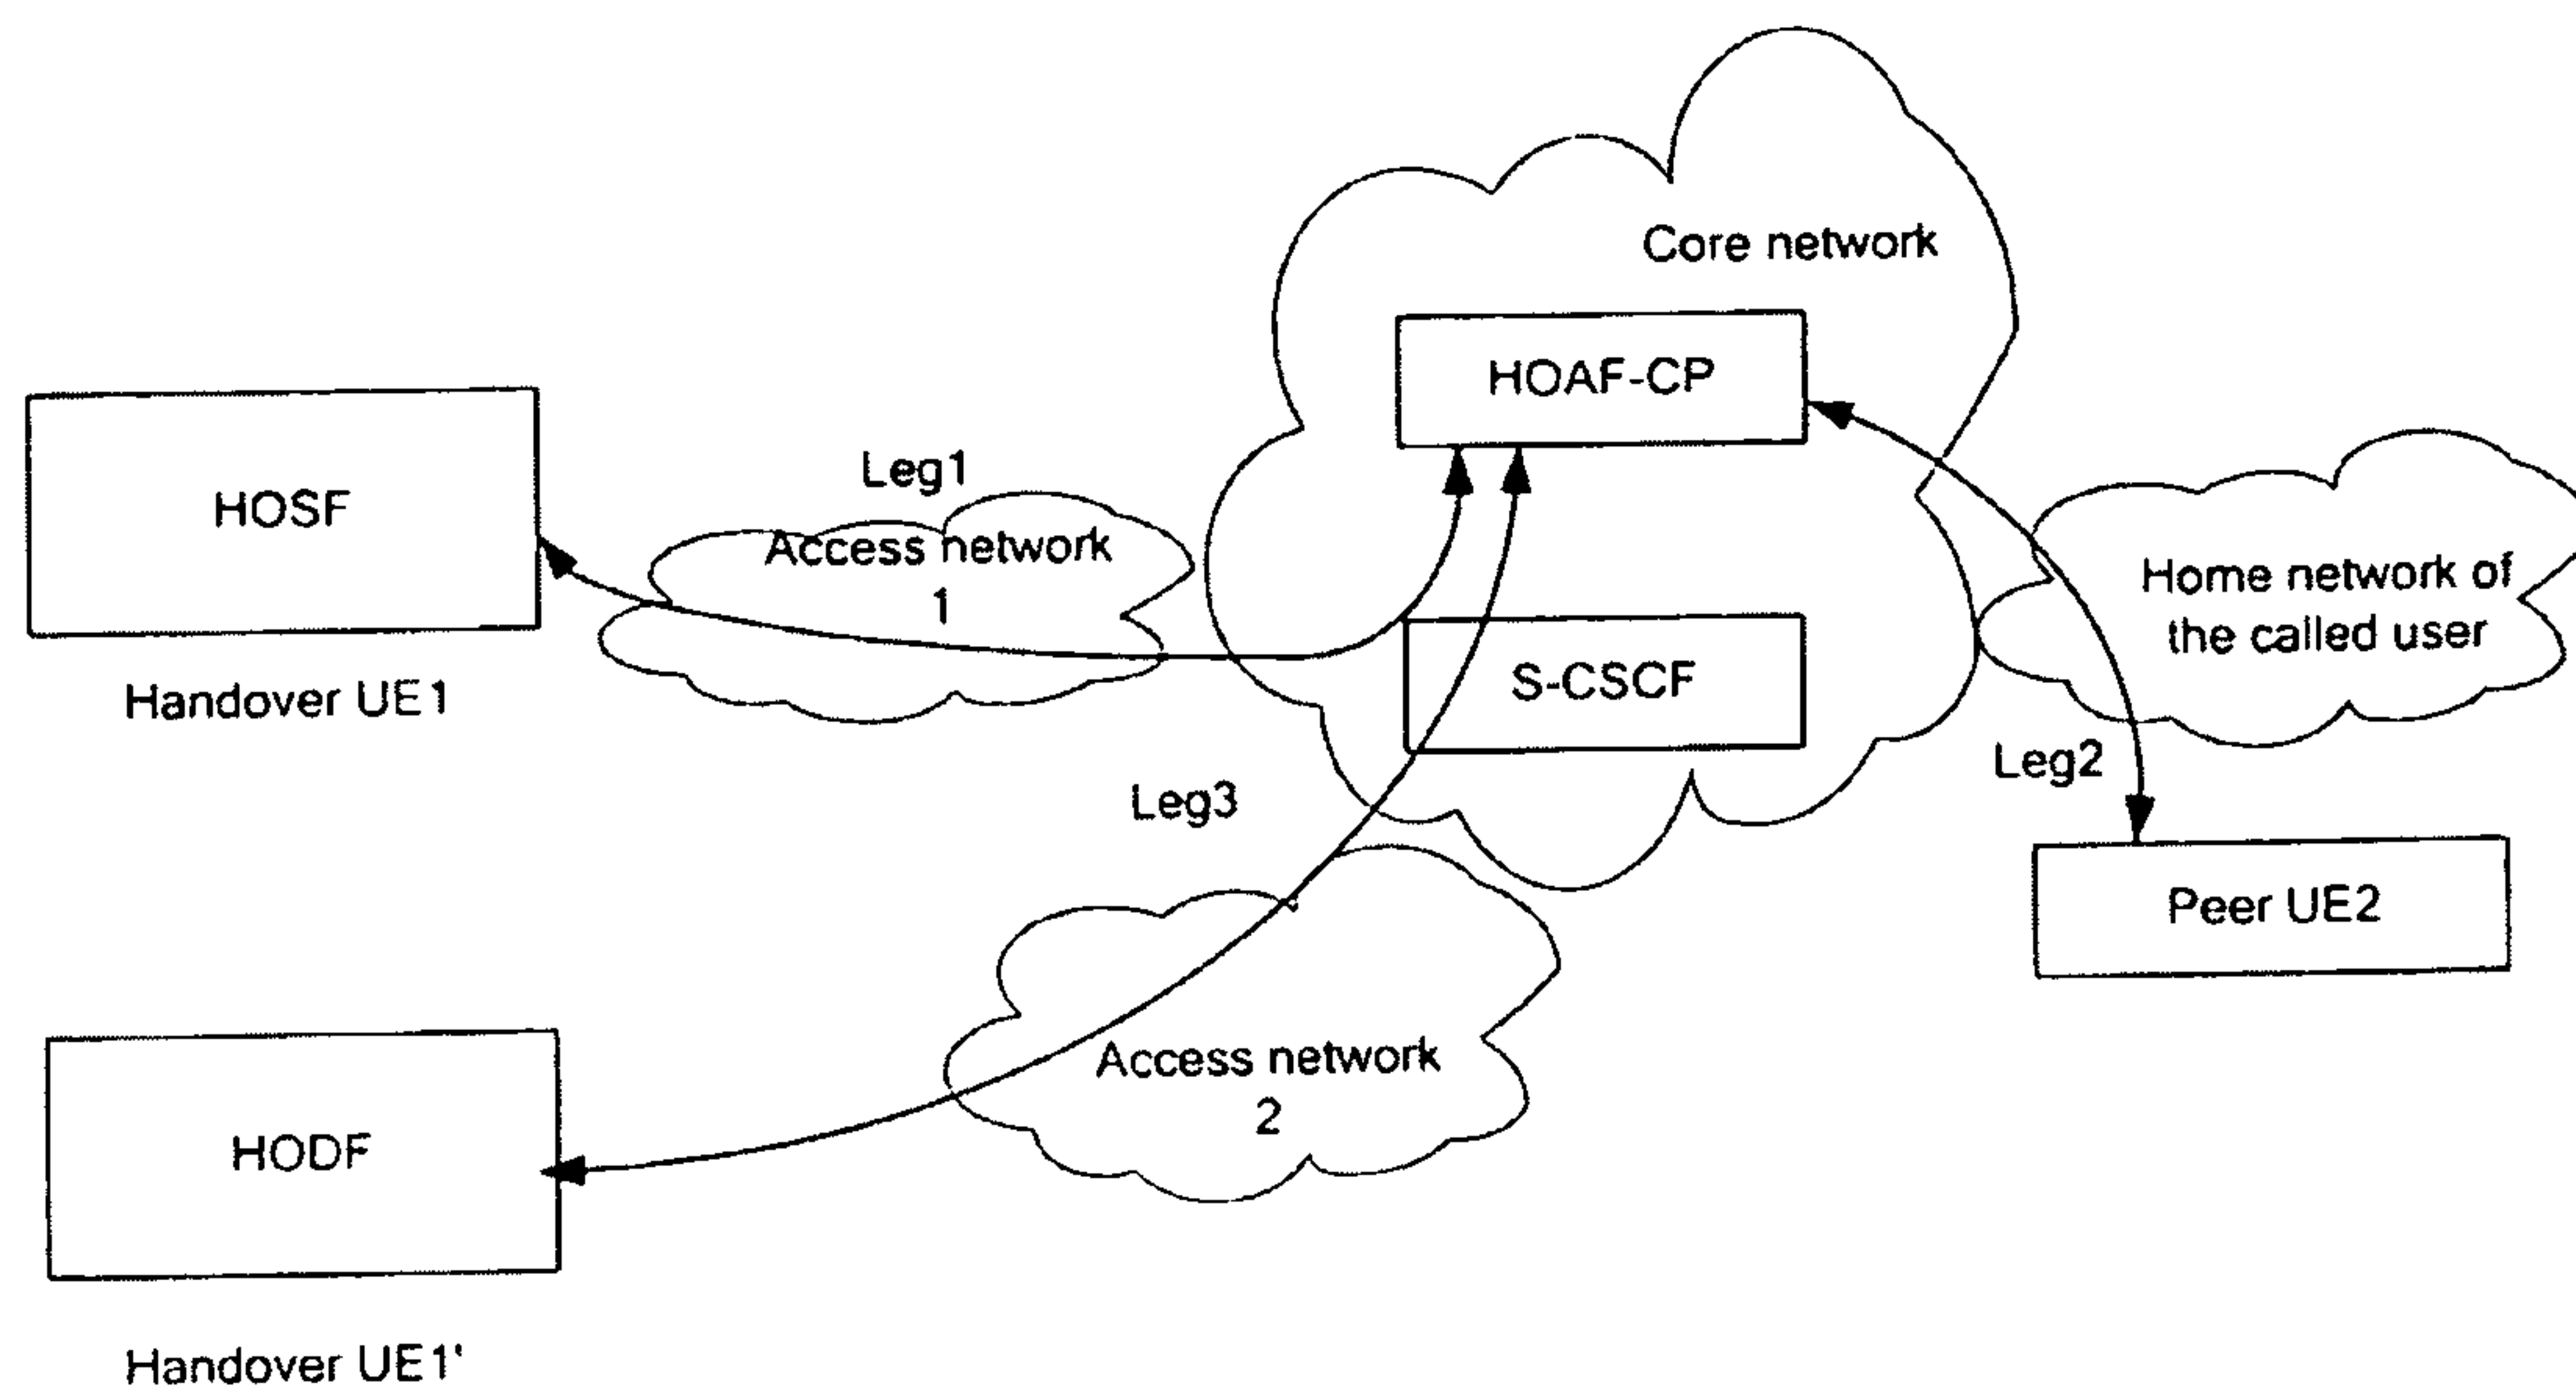 Core network
HOAF-CP
Leg1
HOSF
Access network
1
Home network of
the called user
Handover UE1
S-CSCF
Leg2
Leg3
Peer UE2
Access network
2
HODF
Handover UE1'